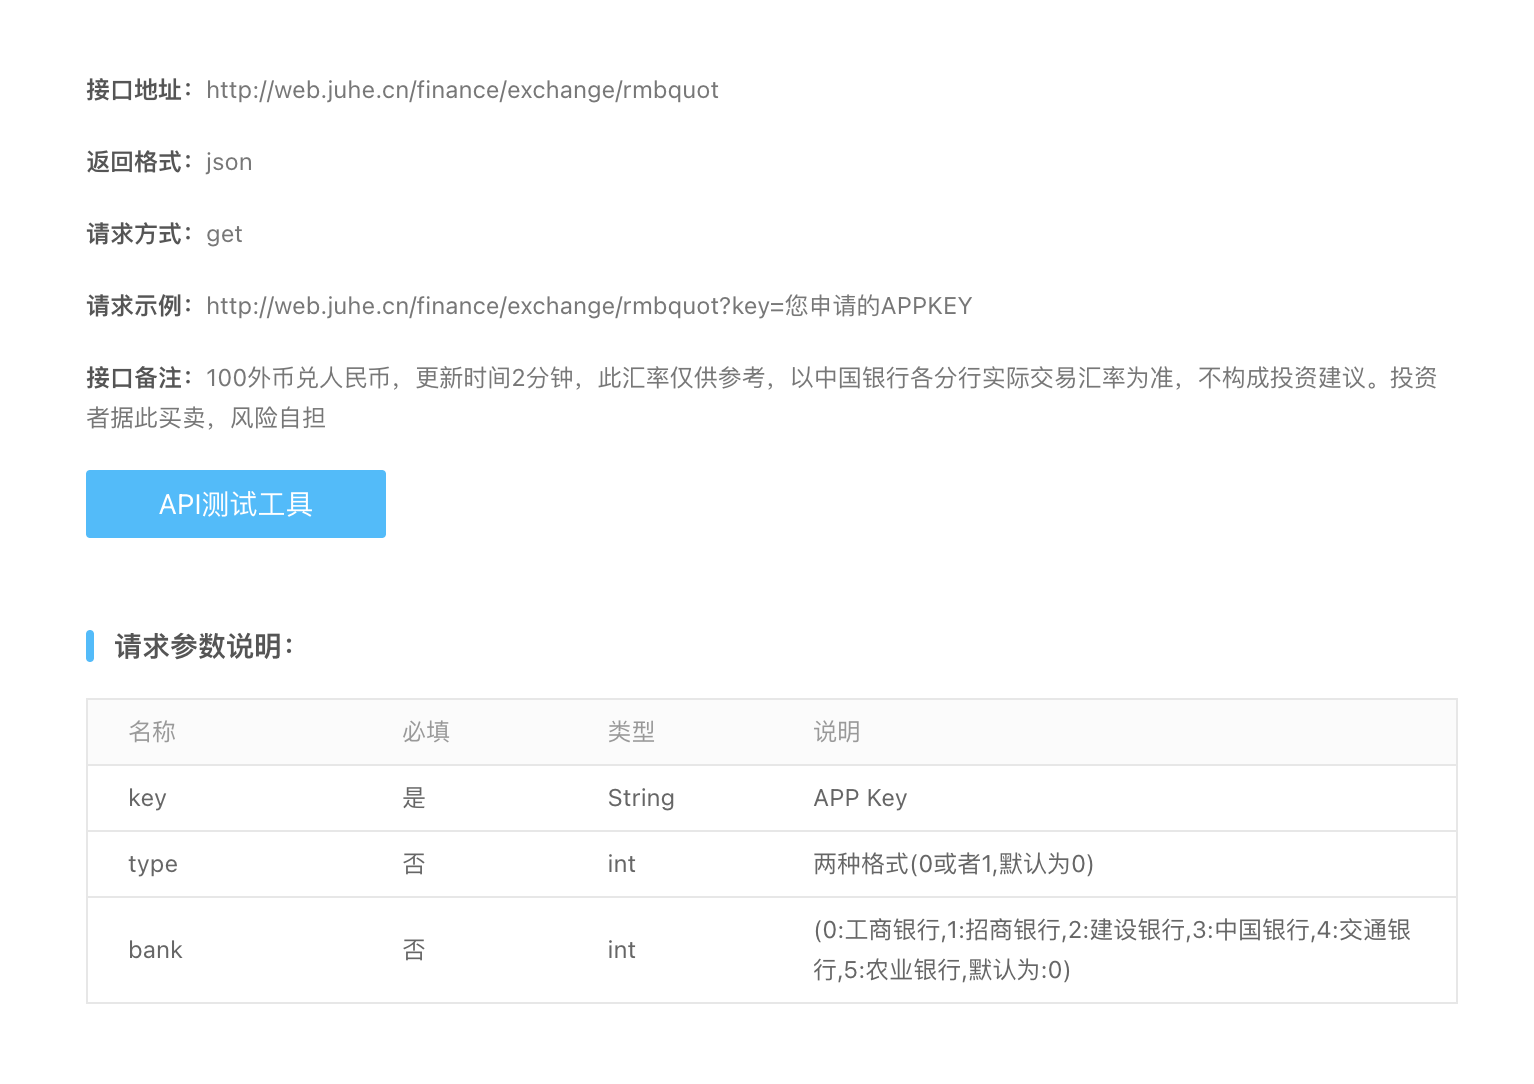 接口地址：http://web.juhe.cn/finance/exchange/rmbquot
返回格式：json
请求方式：get
请求示例：http://web.juhe.cn/finance/exchange/rmbquot?key=您申请的APPKEY
接口备注：100外币兑人民币，更新时间2分钟，此汇率仅供参考，以中国银行各分行实际交易汇率为准，不构成投资建议。投资
者据此买卖，风险自担
API测试工具
请求参数说明：
名称 必填 类型 说明
key 是 String APP Key
type 否 int 两种格式(0或者1,默认为0)
bank 否 int (0:工商银行,1:招商银行,2:建设银行,3:中国银行,4:交通银
行,5:农业银行,默认为:0)